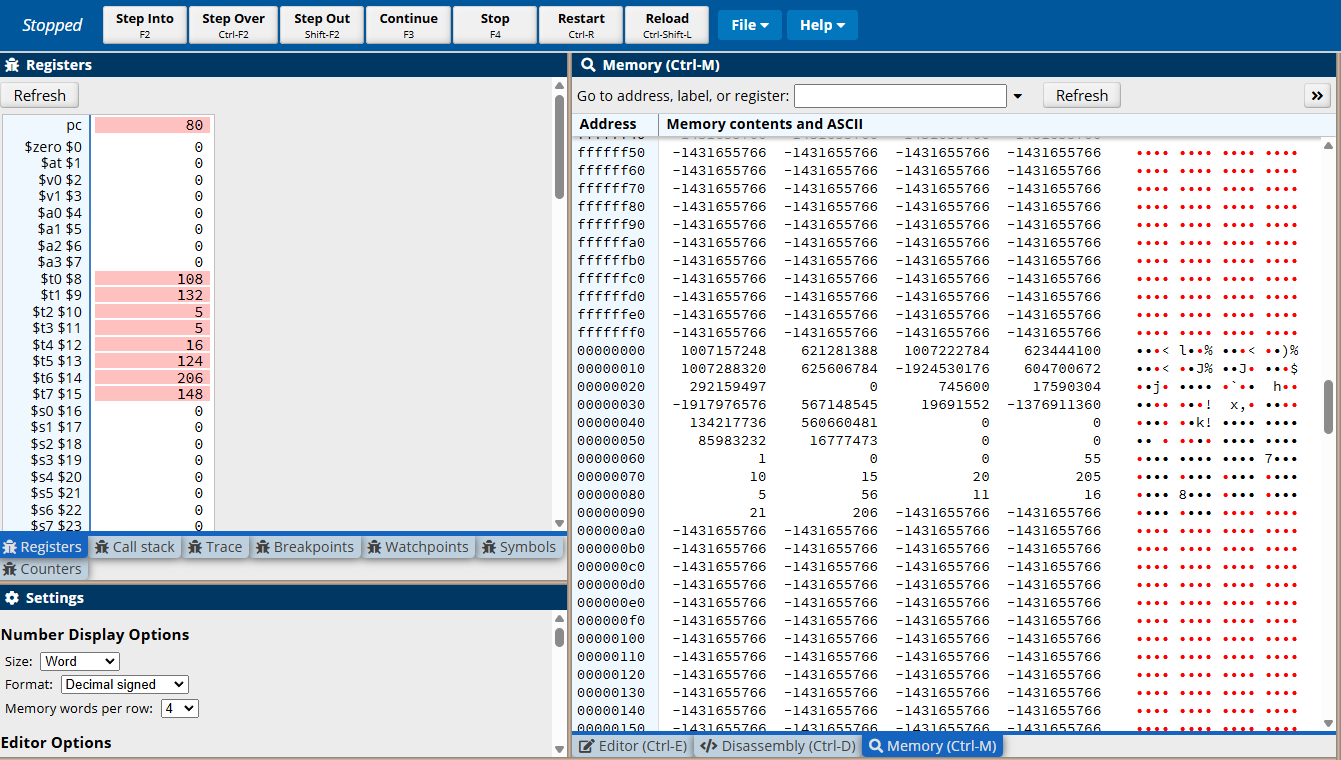 Stopped
Step Into
F2
Step Over
Ctrl-F2
Step Out
Shift-F2
Continue
F3
Stop
F4
Restart
Ctrl-R
Reload
Ctrl-Shift-L
File
Help
Registers
Refresh
pc 80
$zero $0 0
$at $1 0
$v0 $2 0
$v1 $3 0
$a0 $4 0
$a1 $5 0
$a2 $6 0
$a3 $7 0
$t0 $8 108
$t1 $9 132
$t2 $10 5
$t3 $11 5
$t4 $12 16
$t5 $13 124
$t6 $14 206
$t7 $15 148
$s0 $16 0
$s1 $17 0
$s2 $18 0
$s3 $19 0
$s4 $20 0
$s5 $21 0
$s6 $22 0
$s7 $23 0
Registers Call stack Trace Breakpoints Watchpoints Symbols
Counters
Settings
Number Display Options
Size: Word
Format: Decimal signed
Memory words per row: 4
Editor Options
Memory (Ctrl-M)
Go to address, label, or register: Refresh »
Address Memory contents and ASCII
ffffff50 -1431655766 -1431655766 -1431655766 -1431655766 •••• •••• •••• ••••
ffffff60 -1431655766 -1431655766 -1431655766 -1431655766 •••• •••• •••• ••••
ffffff70 -1431655766 -1431655766 -1431655766 -1431655766 •••• •••• •••• ••••
ffffff80 -1431655766 -1431655766 -1431655766 -1431655766 •••• •••• •••• ••••
ffffff90 -1431655766 -1431655766 -1431655766 -1431655766 •••• •••• •••• ••••
ffffffa0 -1431655766 -1431655766 -1431655766 -1431655766 •••• •••• •••• ••••
ffffffb0 -1431655766 -1431655766 -1431655766 -1431655766 •••• •••• •••• ••••
ffffffc0 -1431655766 -1431655766 -1431655766 -1431655766 •••• •••• •••• ••••
ffffffd0 -1431655766 -1431655766 -1431655766 -1431655766 •••• •••• •••• ••••
ffffffe0 -1431655766 -1431655766 -1431655766 -1431655766 •••• •••• •••• ••••
fffffff0 -1431655766 -1431655766 -1431655766 -1431655766 •••• •••• •••• ••••
00000000 1007157248 621281388 1007222784 623444100 •••< l••% •••< ••)%
00000010 1007288320 625606784 -1924530176 604700672 •••< ••J% ••J• •••$
00000020 292159497 0 745600 17590304 ••j• •••• •`•• h••
00000030 -1917976576 567148545 19691552 -1376911360 •••• •••! x,• ••••
00000040 134217736 560660481 0 0 •••• ••k! •••• ••••
00000050 85983232 16777473 0 0 •• • •••• •••• ••••
00000060 1 0 0 55 •••• •••• •••• 7•••
00000070 10 15 20 205 •••• •••• •••• ••••
00000080 5 56 11 16 •••• 8••• •••• ••••
00000090 21 206 -1431655766 -1431655766 •••• •••• •••• ••••
000000a0 -1431655766 -1431655766 -1431655766 -1431655766 •••• •••• •••• ••••
000000b0 -1431655766 -1431655766 -1431655766 -1431655766 •••• •••• •••• ••••
000000c0 -1431655766 -1431655766 -1431655766 -1431655766 •••• •••• •••• ••••
000000d0 -1431655766 -1431655766 -1431655766 -1431655766 •••• •••• •••• ••••
000000e0 -1431655766 -1431655766 -1431655766 -1431655766 •••• •••• •••• ••••
000000f0 -1431655766 -1431655766 -1431655766 -1431655766 •••• •••• •••• ••••
00000100 -1431655766 -1431655766 -1431655766 -1431655766 •••• •••• •••• ••••
00000110 -1431655766 -1431655766 -1431655766 -1431655766 •••• •••• •••• ••••
00000120 -1431655766 -1431655766 -1431655766 -1431655766 •••• •••• •••• ••••
00000130 -1431655766 -1431655766 -1431655766 -1431655766 •••• •••• •••• ••••
00000140 -1431655766 -1431655766 -1431655766 -1431655766 •••• •••• •••• ••••
00000150 -1431655766 -1431655766 -1431655766 -1431655766 •••• •••• •••• ••••
Editor (Ctrl-E) Disassembly (Ctrl-D) Memory (Ctrl-M)